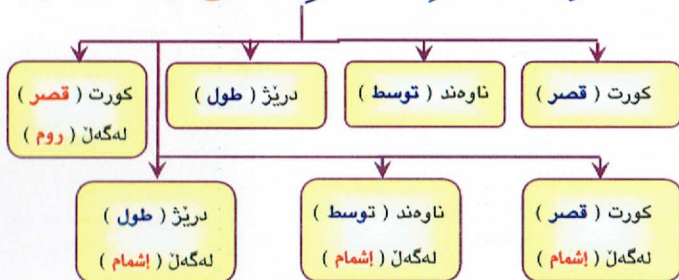 کورت ( قصر )
ناوەند ( توسط )
درێژ ( طول )
کورت ( قصر )
لەگەڵ ( روم )
کورت ( قصر )
لەگەڵ ( إشمام )
ناوەند ( توسط )
لەگەڵ ( إشمام )
درێژ ( طول )
لەگەڵ ( إشمام )